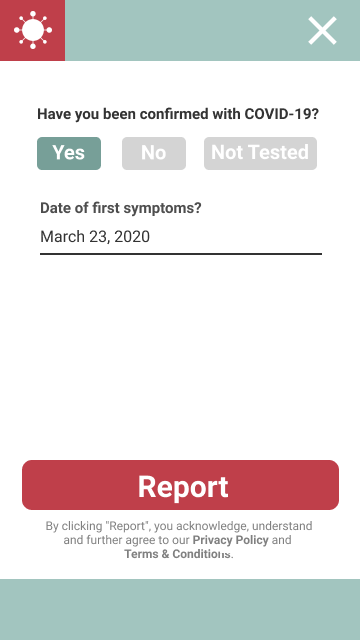 Have you been confirmed with COVID-19?
Yes No Not Tested
Date of first symptoms?
March 23, 2020
Report
By clicking "Report", you acknowledge, understand
and further agree to our Privacy Policy and
Terms & Conditions.